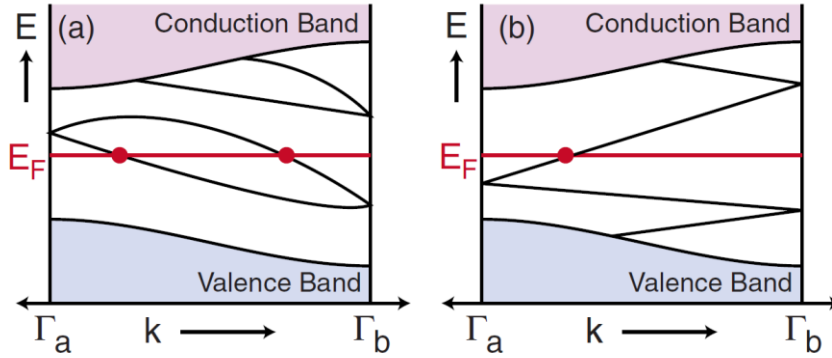 E (a) Conduction Band
E_F
Valence Band
Γ_a k Γ_b
E (b) Conduction Band
E_F
Valence Band
Γ_a k Γ_b